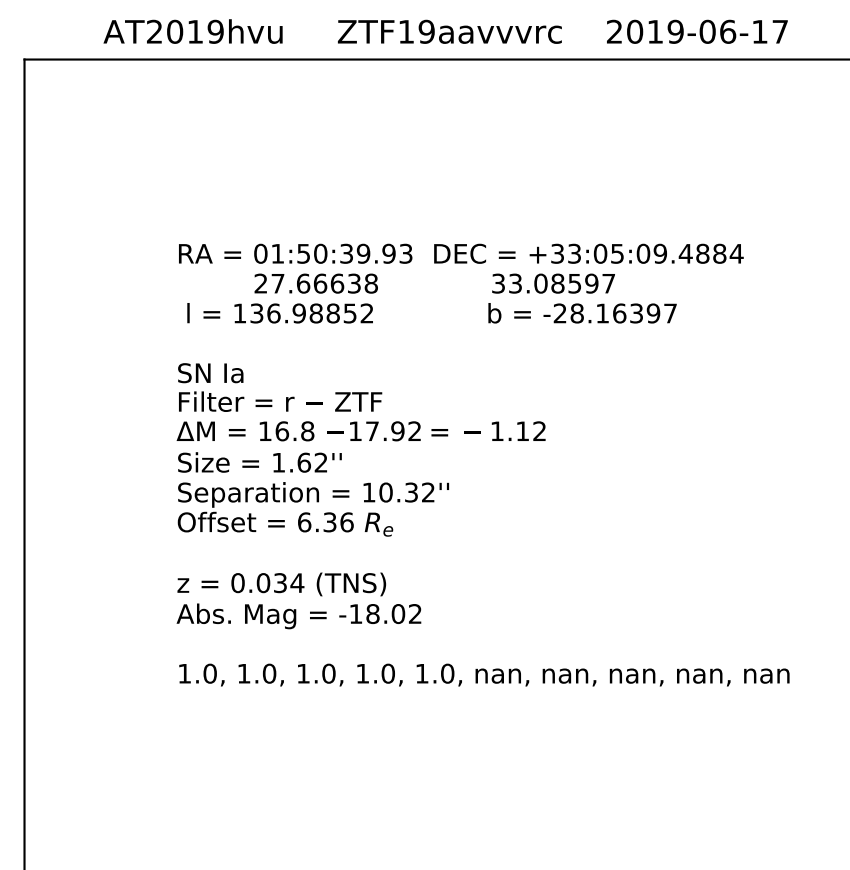 AT2019hvu ZTF19aavvvrc 2019-06-17
RA = 01:50:39.93 DEC = +33:05:09.4884
27.66638 33.08597
l = 136.98852 b = -28.16397
SN Ia
Filter = r − ZTF
ΔM = 16.8 −17.92 = − 1.12
Size = 1.62''
Separation = 10.32''
Offset = 6.36 Rₑ
z = 0.034 (TNS)
Abs. Mag = -18.02
1.0, 1.0, 1.0, 1.0, 1.0, nan, nan, nan, nan, nan